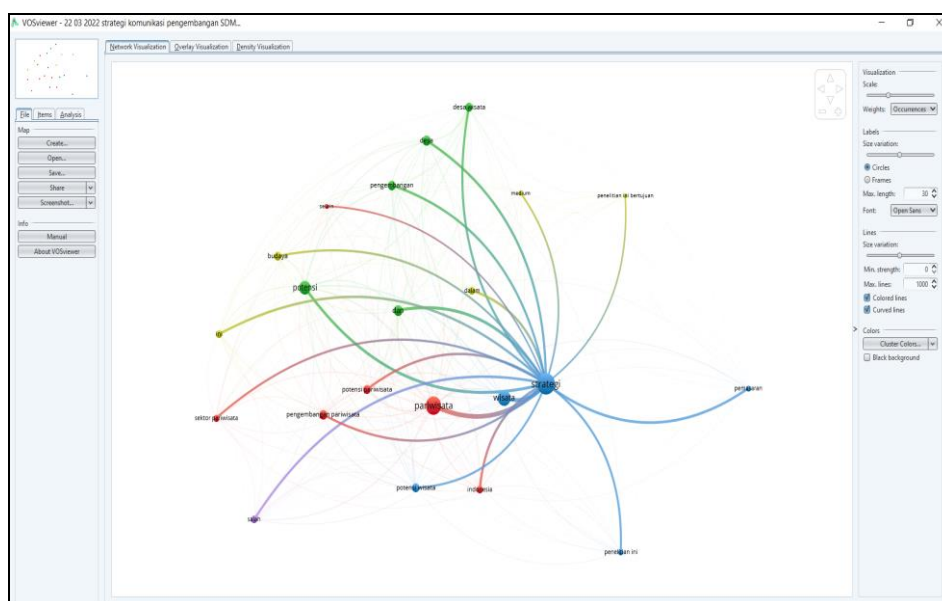 VOSviewer - 22 03 2022 strategi komunikasi pengembangan SDM...
Network Visualization Overlay Visualization Density Visualization
File Items Analysis
Map
Create...
Open...
Save...
Share
Screenshot...
Info
Manual
About VOSviewer
desa wisata
desa
pengembangan
medium
penelitian ini bertujuan
budaya
potensi
dalam
dan
strategi
potensi pariwisata
wisata
pariwisata
pengembangan pariwisata
sektor pariwisata
potensi wisata
indonesia
penelitian ini
Visualization
Scale:
Weights: Occurrences
Labels
Size variation:
Circles
Frames
Max. length: 30
Font: Open Sans
Lines
Size variation:
Min. strength: 0
Max. lines: 1000
Colored lines
Curved lines
Colors
Cluster Colors...
Black background